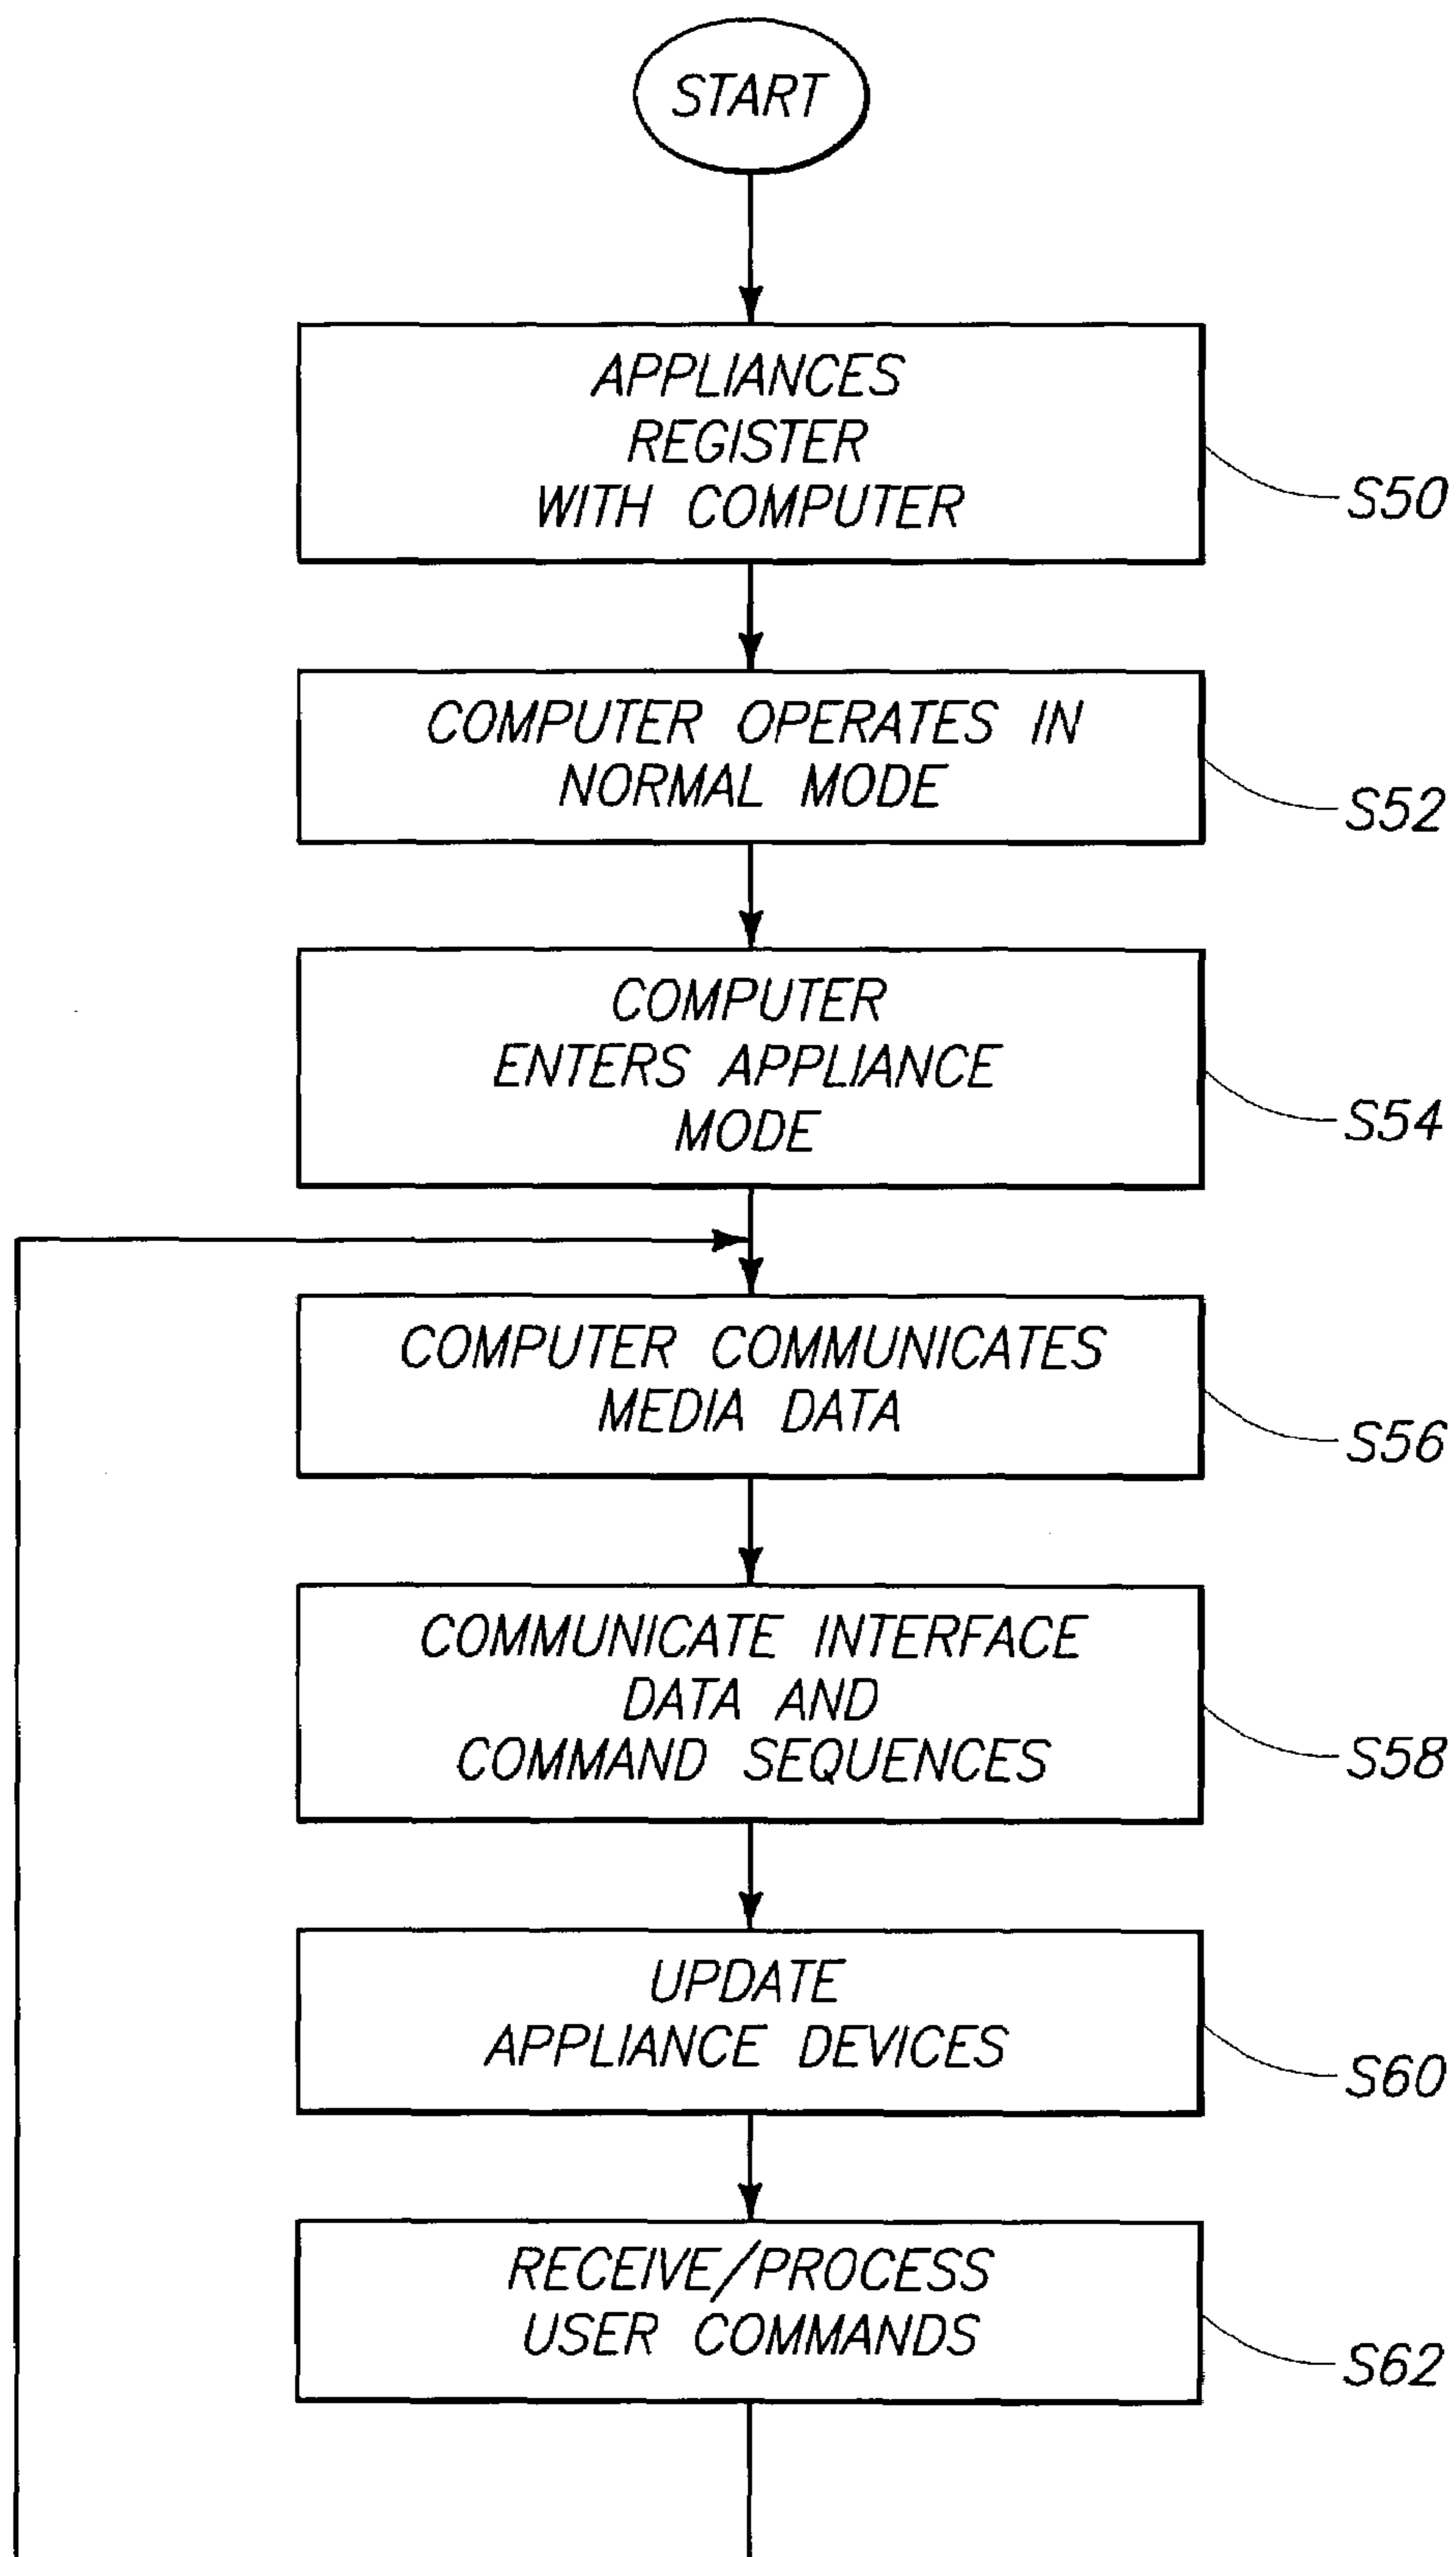 START
APPLIANCES
REGISTER
WITH COMPUTER
S50
COMPUTER OPERATES IN
NORMAL MODE
S52
COMPUTER
ENTERS APPLIANCE
MODE
S54
COMPUTER COMMUNICATES
MEDIA DATA
S56
COMMUNICATE INTERFACE
DATA AND
COMMAND SEQUENCES
S58
UPDATE
APPLIANCE DEVICES
S60
RECEIVE/PROCESS
USER COMMANDS
S62